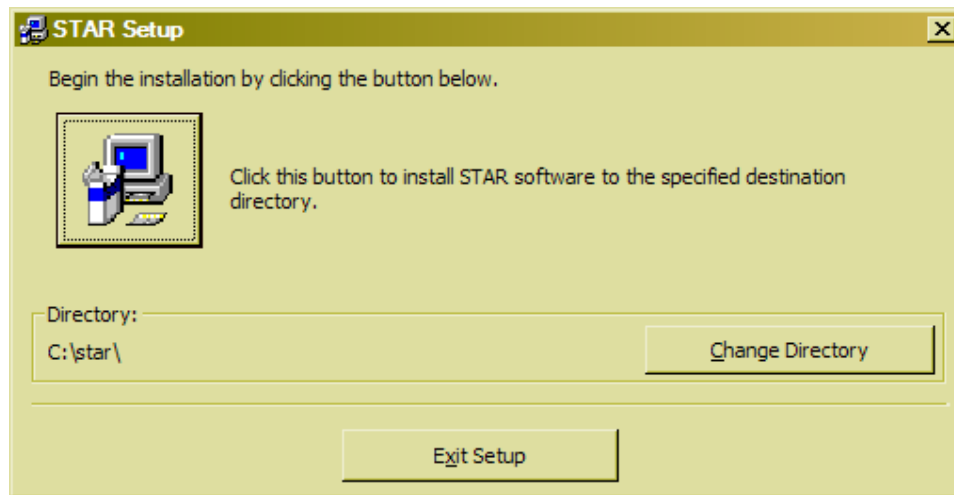 STAR Setup
Begin the installation by clicking the button below.
Click this button to install STAR software to the specified destination
directory.
Directory:
C:\star\
Change Directory
Exit Setup